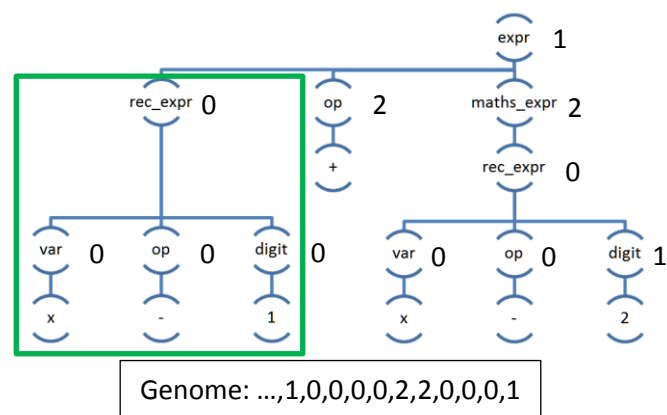 expr 1
rec_expr 0 op 2 maths_expr 2
+ rec_expr 0
var 0 op 0 digit 0 var 0 op 0 digit 1
x - 1 x - 2
Genome: ...,1,0,0,0,0,2,2,0,0,0,1